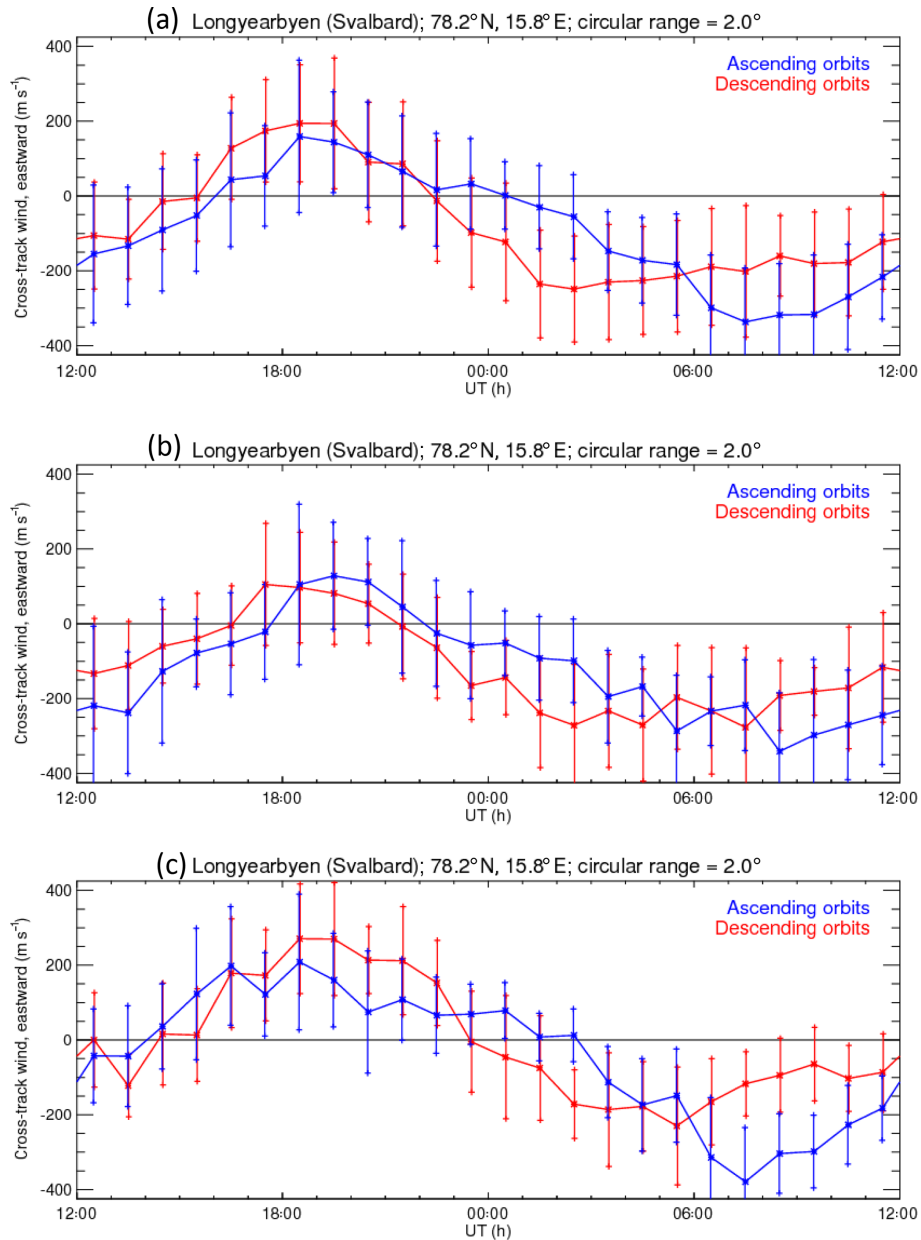 (a) Longyearbyen (Svalbard); 78.2°N, 15.8°E; circular range = 2.0°
Ascending orbits
Descending orbits
Cross-track wind, eastward (m s⁻¹)
400
200
0
-200
-400
12:00 18:00 00:00 06:00 12:00
UT (h)
(b) Longyearbyen (Svalbard); 78.2°N, 15.8°E; circular range = 2.0°
Ascending orbits
Descending orbits
Cross-track wind, eastward (m s⁻¹)
400
200
0
-200
-400
12:00 18:00 00:00 06:00 12:00
UT (h)
(c) Longyearbyen (Svalbard); 78.2°N, 15.8°E; circular range = 2.0°
Ascending orbits
Descending orbits
Cross-track wind, eastward (m s⁻¹)
400
200
0
-200
-400
12:00 18:00 00:00 06:00 12:00
UT (h)